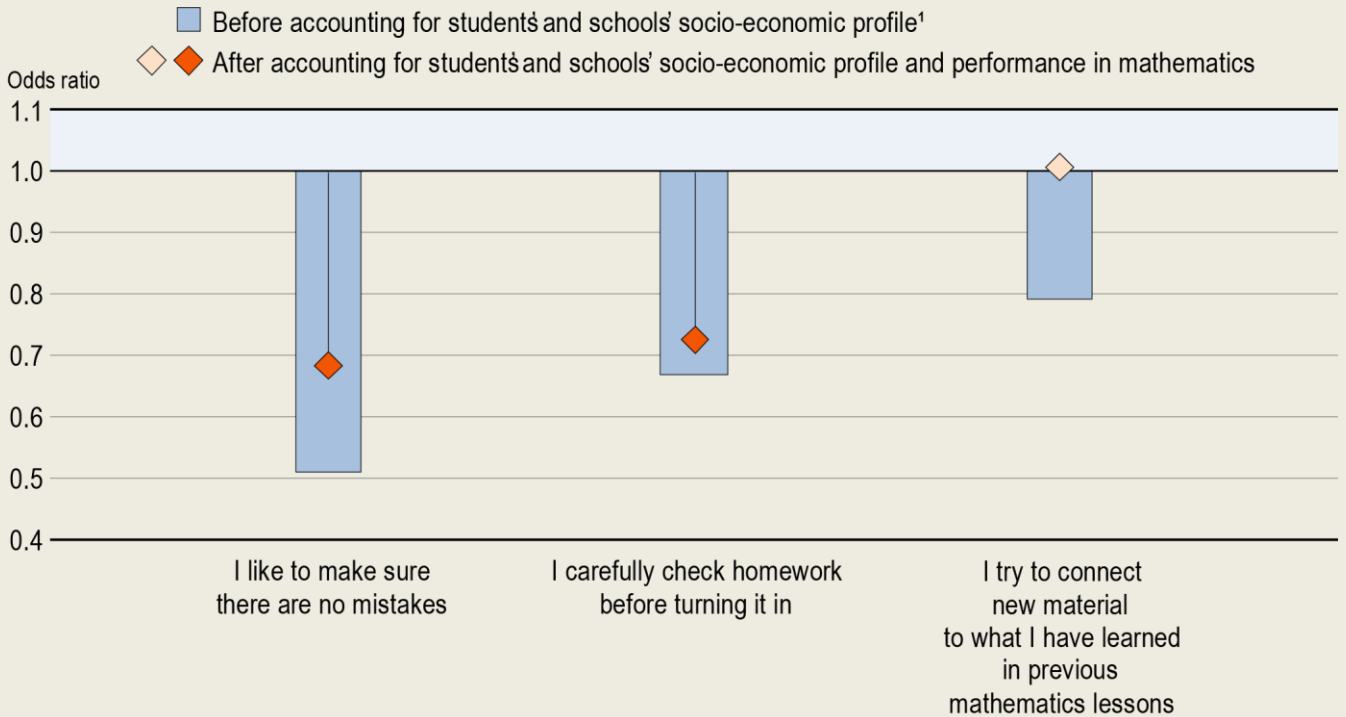 Before accounting for students' and schools' socio-economic profile¹
After accounting for students' and schools' socio-economic profile and performance in mathematics
Odds ratio
1.1
1.0
0.9
0.8
0.7
0.6
0.5
0.4
I like to make sure
there are no mistakes
I carefully check homework
before turning it in
I try to connect
new material
to what I have learned
in previous
mathematics lessons